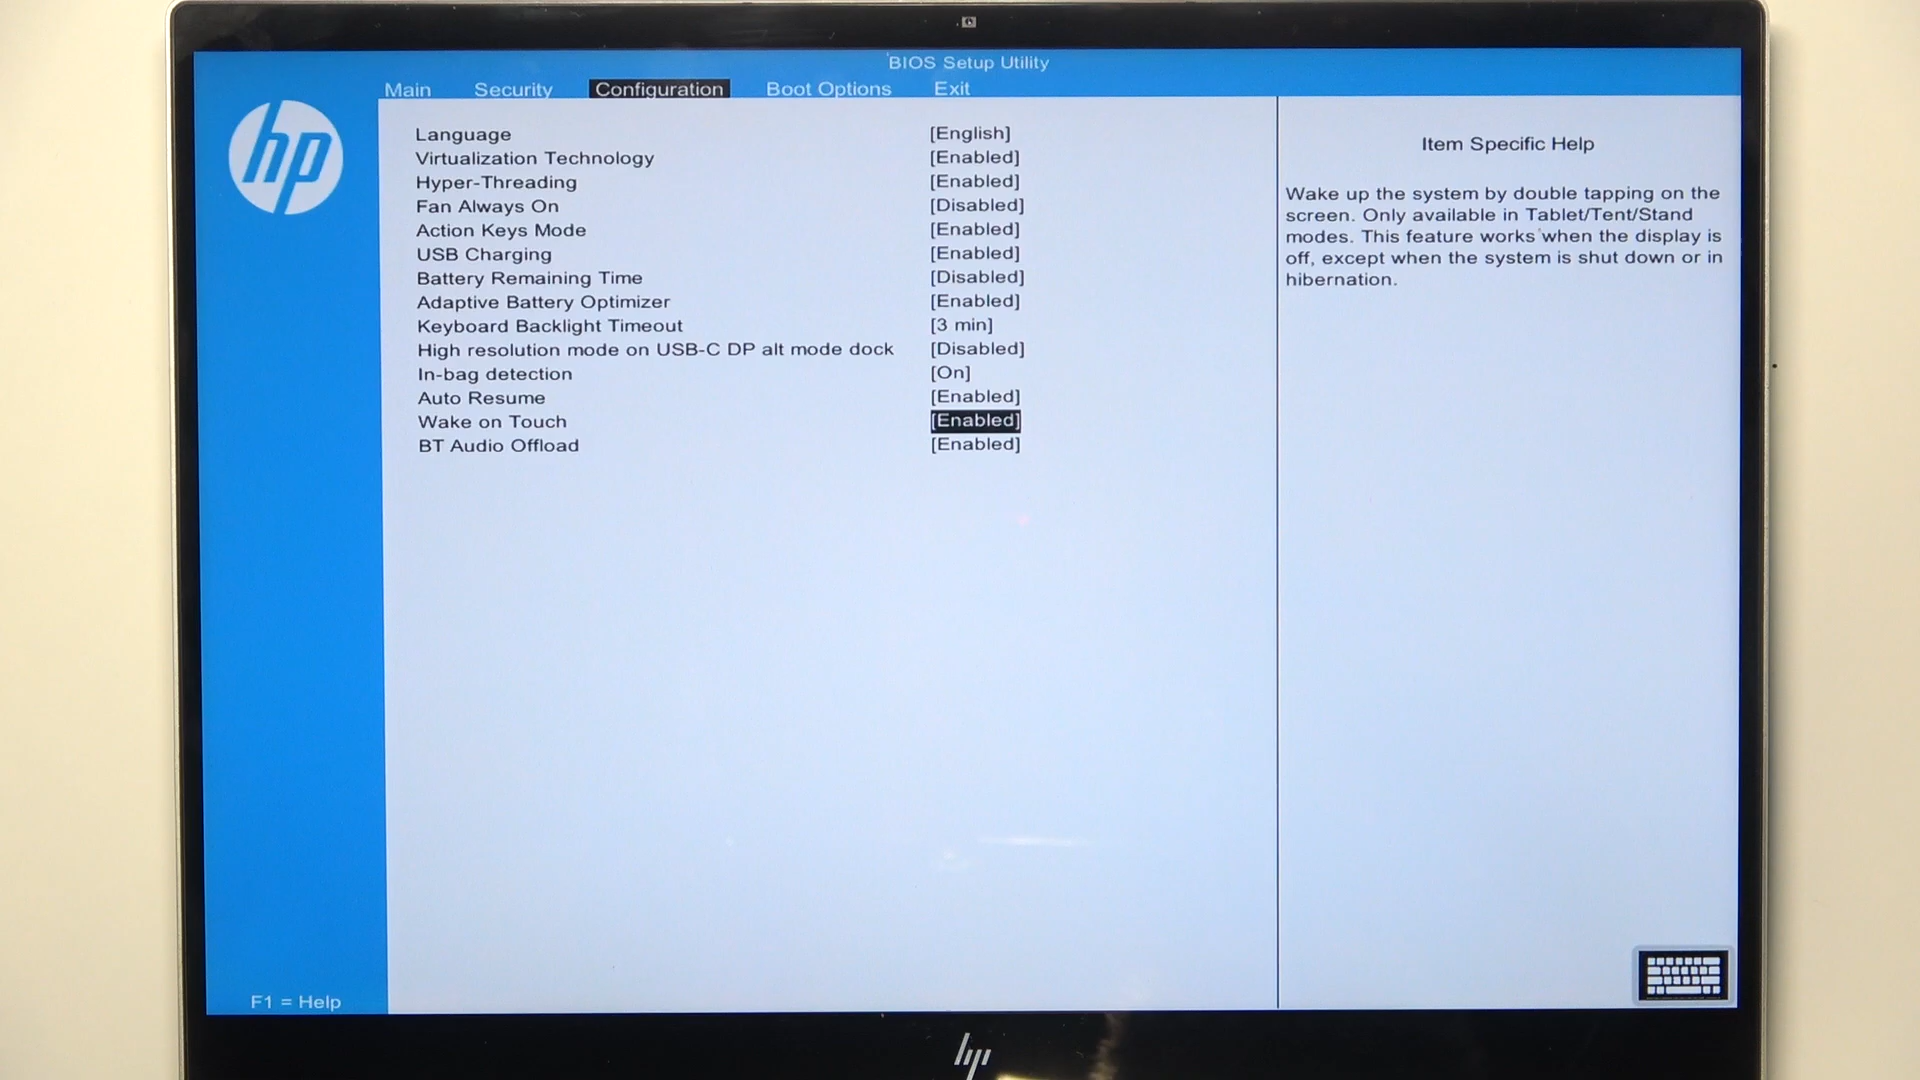 BIOS Setup Utility
Main Security Configuration Boot Options Exit
hp
Language [English]
Virtualization Technology [Enabled]
Hyper-Threading [Enabled]
Fan Always On [Disabled]
Action Keys Mode [Enabled]
USB Charging [Enabled]
Battery Remaining Time [Disabled]
Adaptive Battery Optimizer [Enabled]
Keyboard Backlight Timeout [3 min]
High resolution mode on USB-C DP alt mode dock [Disabled]
In-bag detection [On]
Auto Resume [Enabled]
Wake on Touch [Enabled]
BT Audio Offload [Enabled]
Item Specific Help
Wake up the system by double tapping on the
screen. Only available in Tablet/Tent/Stand
modes. This feature works when the display is
off, except when the system is shut down or in
hibernation.
F1 = Help
hp